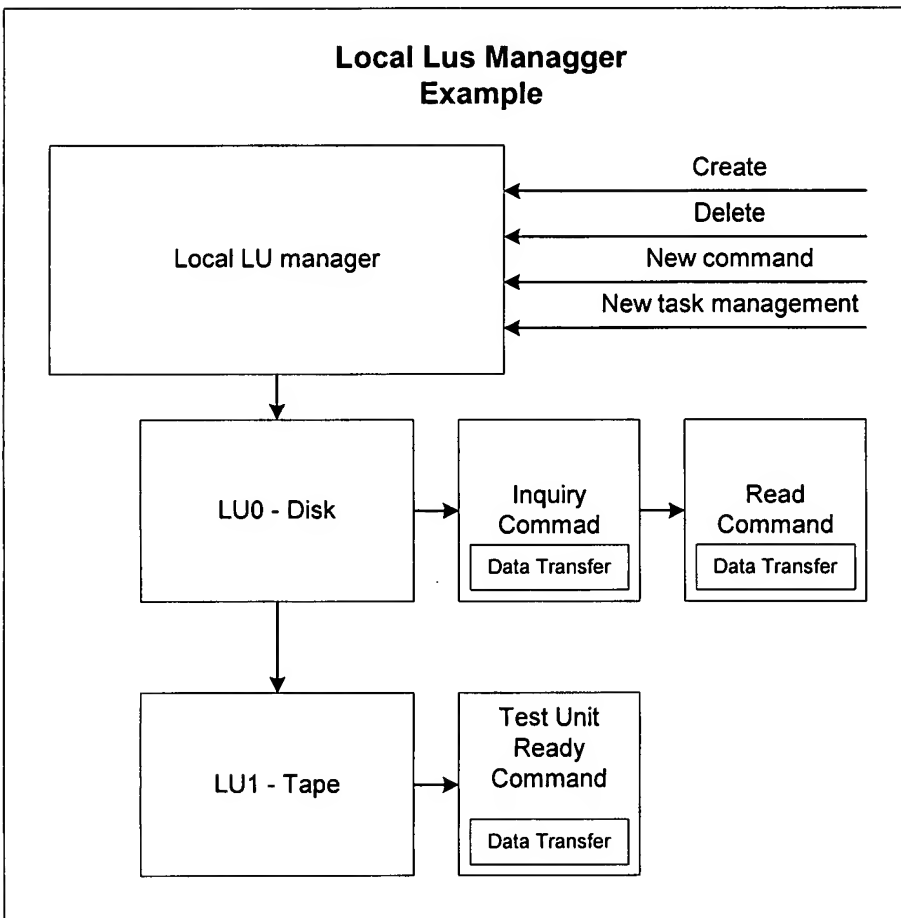 Local Lus Managger
Example
Local LU manager
Create
Delete
New command
New task management
LU0 - Disk
Inquiry
Commad
Data Transfer
Read
Command
Data Transfer
LU1 - Tape
Test Unit
Ready
Command
Data Transfer